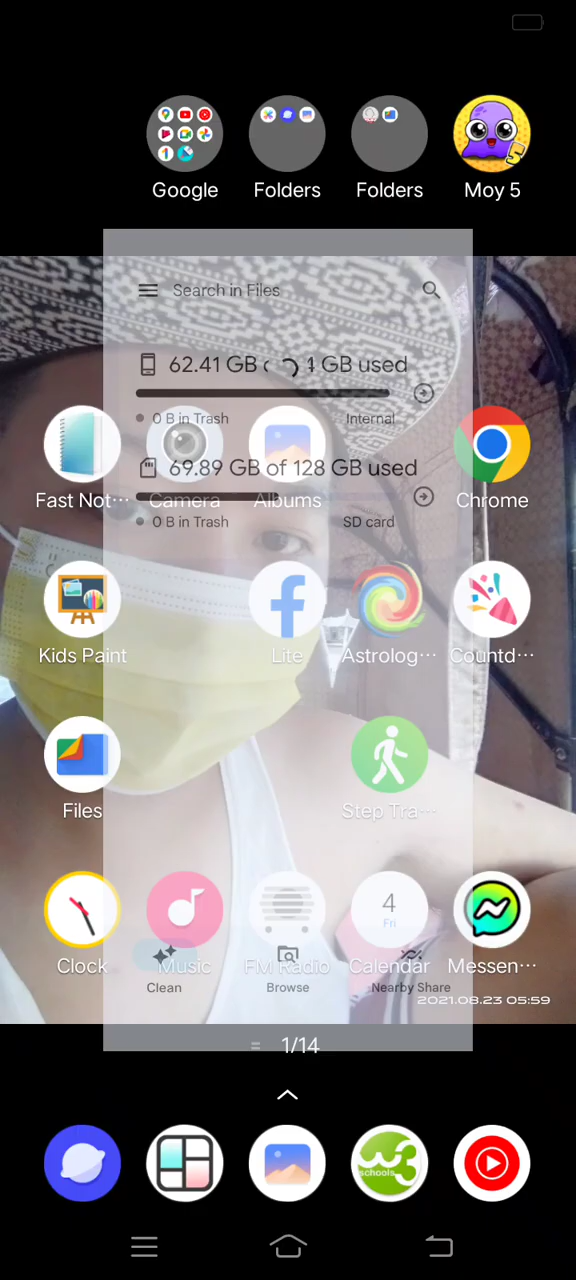 Google
Folders
Folders
Moy 5
Search in Files
62.41 GB
GB used
0 B in Trash
Internal
Fast Not···
Camera
Albums
Chrome
69.89 GB of 128 GB used
0 B in Trash
SD card
Kids Paint
Lite
Astrolog···
Countd···
Files
Step Tra···
4
Fri
Clock
Music
FM Radio
Calendar
Messen···
Clean
Browse
Nearby Share
2021.08.23 05:59
1/14
w3
schools